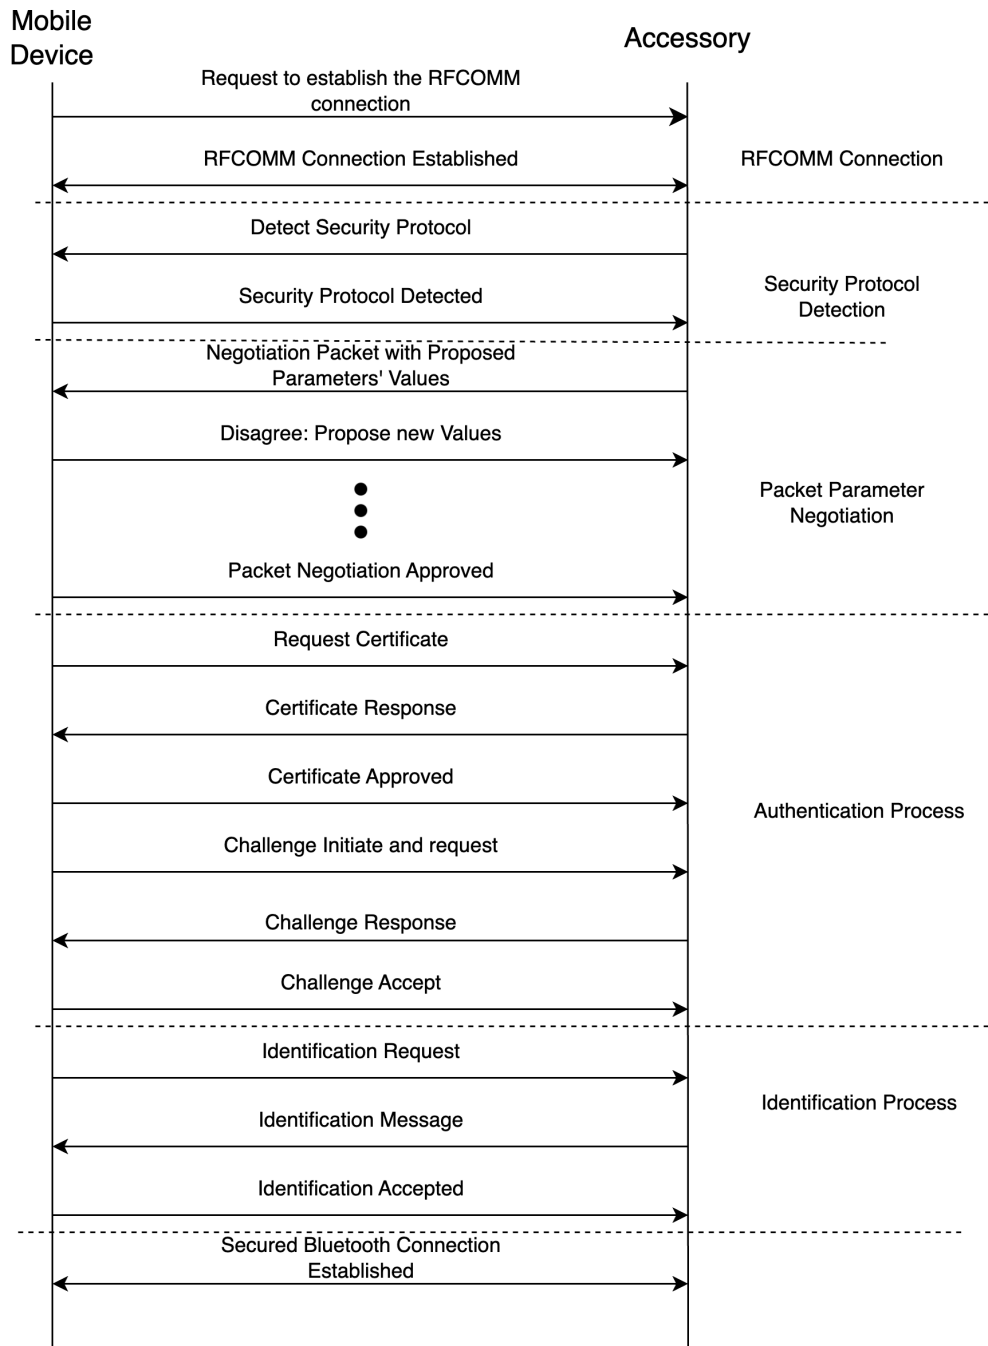 Mobile
Device
Accessory
Request to establish the RFCOMM
connection
RFCOMM Connection Established
RFCOMM Connection
Detect Security Protocol
Security Protocol Detected
Security Protocol
Detection
Negotiation Packet with Proposed
Parameters' Values
Disagree: Propose new Values
Packet Parameter
Negotiation
Packet Negotiation Approved
Request Certificate
Certificate Response
Certificate Approved
Authentication Process
Challenge Initiate and request
Challenge Response
Challenge Accept
Identification Request
Identification Process
Identification Message
Identification Accepted
Secured Bluetooth Connection
Established